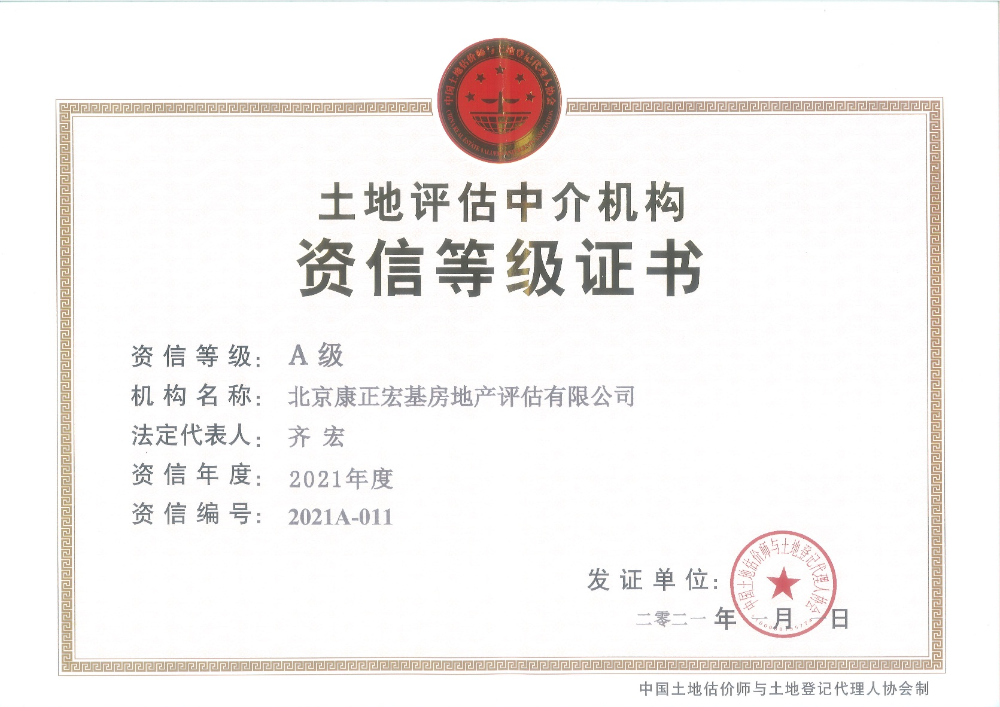 中国土地估价师与土地登记代理人协会
CHINA REAL ESTATE VALUERS AND AGENTS ASSOCIATION
土地评估中介机构
资信等级证书
资信等级： A 级
机构名称： 北京康正宏基房地产评估有限公司
法定代表人： 齐 宏
资信年度： 2021年度
资信编号： 2021A-011
发证单位：
中国土地估价师与土地登记代理人协会
二零二一 年 一 月 一 日
中国土地估价师与土地登记代理人协会制